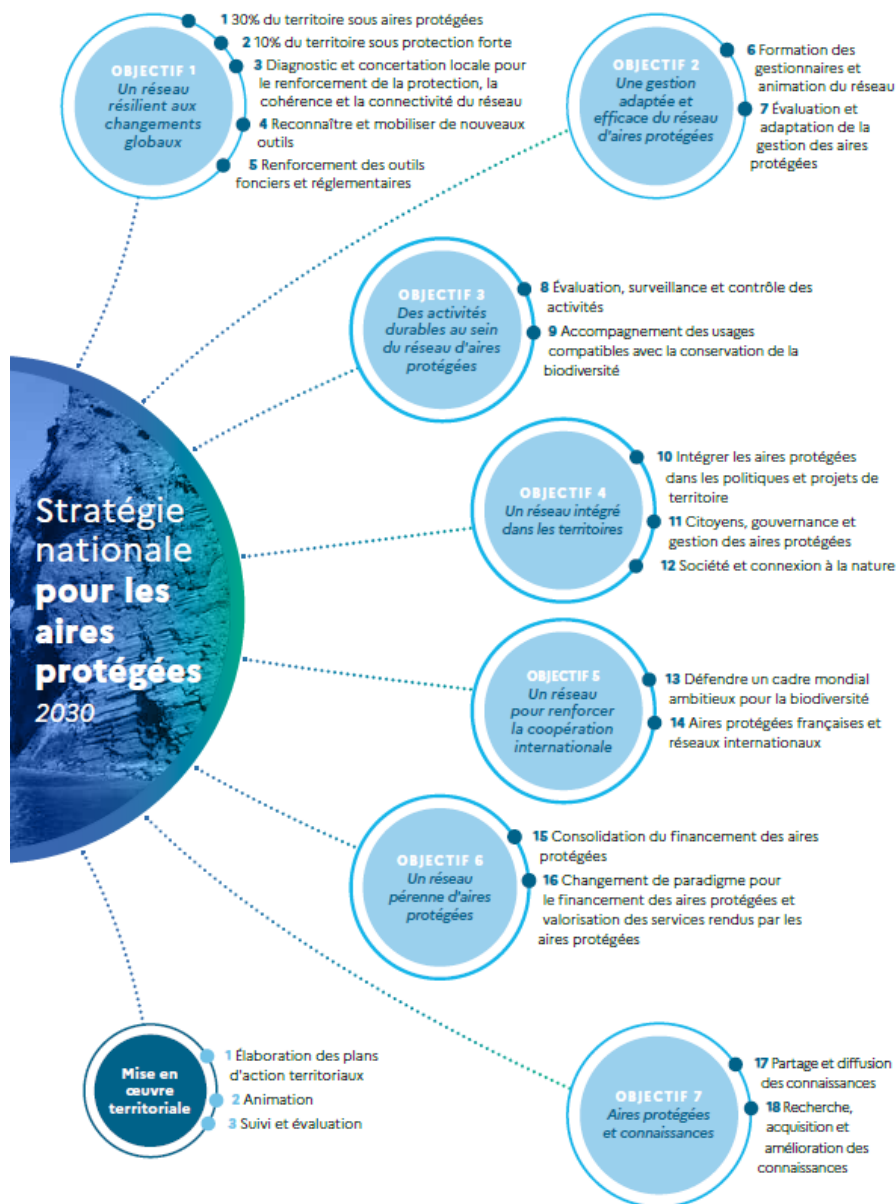 OBJECTIF 1
Un réseau
résilient aux
changements
globaux
1 30% du territoire sous aires protégées
2 10% du territoire sous protection forte
3 Diagnostic et concertation locale pour
le renforcement de la protection, la
cohérence et la connectivité du réseau
4 Reconnaître et mobiliser de nouveaux
outils
5 Renforcement des outils
fonciers et réglementaires
OBJECTIF 2
Une gestion
adaptée et
efficace du réseau
d'aires protégées
6 Formation des
gestionnaires et
animation du réseau
7 Évaluation et
adaptation de la
gestion des aires
protégées
OBJECTIF 3
Des activités
durables au sein
du réseau d'aires
protégées
8 Évaluation, surveillance et contrôle des
activités
9 Accompagnement des usages
compatibles avec la conservation de la
biodiversité
Stratégie
nationale
pour les
aires
protégées
2030
OBJECTIF 4
Un réseau intégré
dans les territoires
10 Intégrer les aires protégées
dans les politiques et projets de
territoire
11 Citoyens, gouvernance et
gestion des aires protégées
12 Société et connexion à la nature
OBJECTIF 5
Un réseau
pour renforcer
la coopération
internationale
13 Défendre un cadre mondial
ambitieux pour la biodiversité
14 Aires protégées françaises et
réseaux internationaux
OBJECTIF 6
Un réseau
pérenne d'aires
protégées
15 Consolidation du financement des aires
protégées
16 Changement de paradigme pour
le financement des aires protégées et
valorisation des services rendus par les
aires protégées
Mise en
œuvre
territoriale
1 Élaboration des plans
d'action territoriaux
2 Animation
3 Suivi et évaluation
OBJECTIF 7
Aires protégées
et connaissances
17 Partage et diffusion
des connaissances
18 Recherche,
acquisition et
amélioration des
connaissances